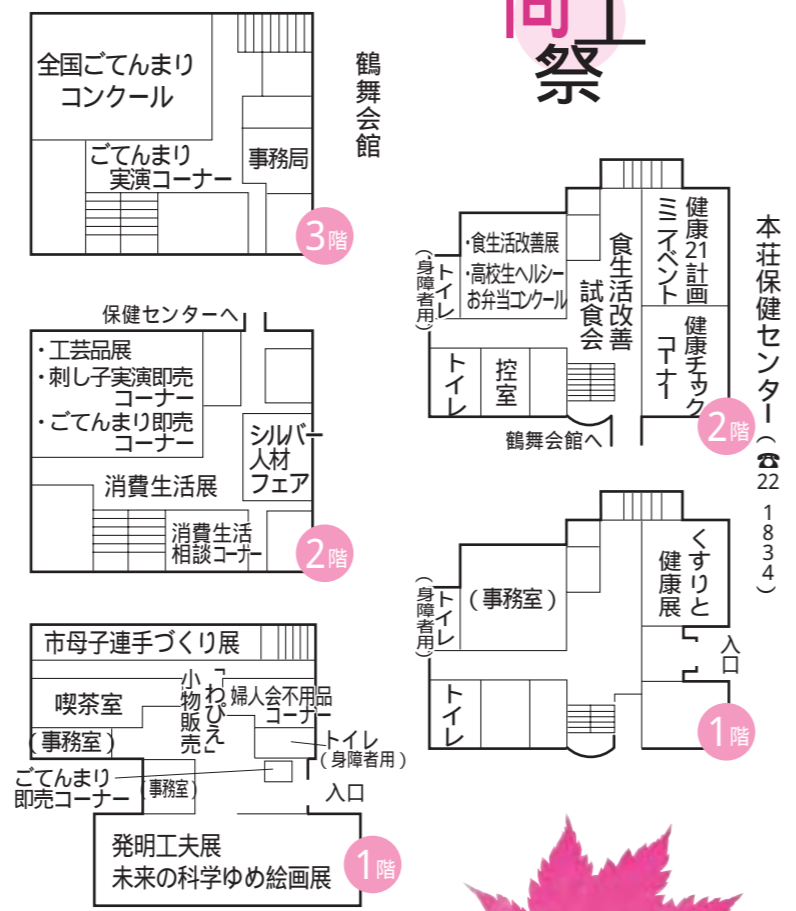 商工
祭
鶴舞会館
全国ごてんまり
コンクール
ごてんまり
実演コーナー
事務局
3階
保健センターへ
・工芸品展
・刺し子実演即売
コーナー
・ごてんまり即売
コーナー
シルバー
人材
フェア
消費生活展
消費生活
相談コーナー
2階
市母子連手づくり展
喫茶室
「わぴえ」
小物販売
婦人会不用品
コーナー
(事務室)
トイレ
(身障者用)
ごてんまり
即売コーナー
(事務室)
入口
発明工夫展
未来の科学ゆめ絵画展
1階
本荘保健センター(☎22 1834)
トイレ
(身障者用)
・食生活改善展
・高校生ヘルシー
お弁当コンクール
食生活改善
試食会
健康21計画
ミニイベント
健康チェック
コーナー
トイレ
控室
鶴舞会館へ
2階
トイレ
(身障者用)
(事務室)
くすりと
健康展
入口
トイレ
1階